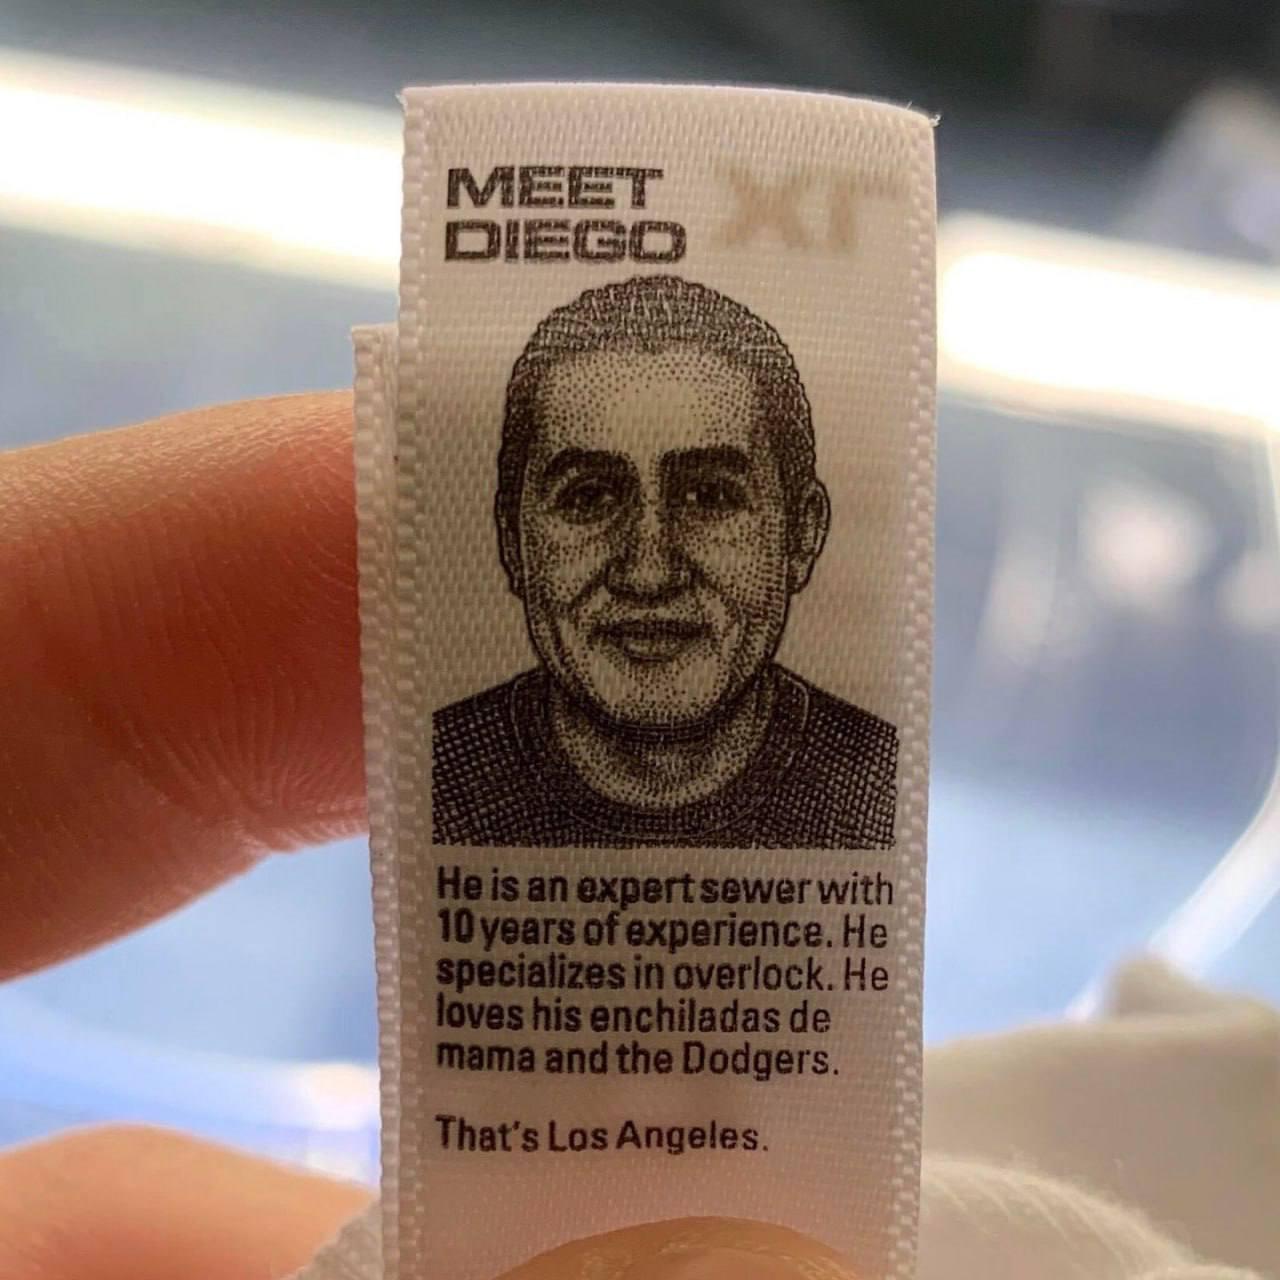 MEET
DIEGO
He is an expert sewer with
10 years of experience. He
specializes in overlock. He
loves his enchiladas de
mama and the Dodgers.
That's Los Angeles.